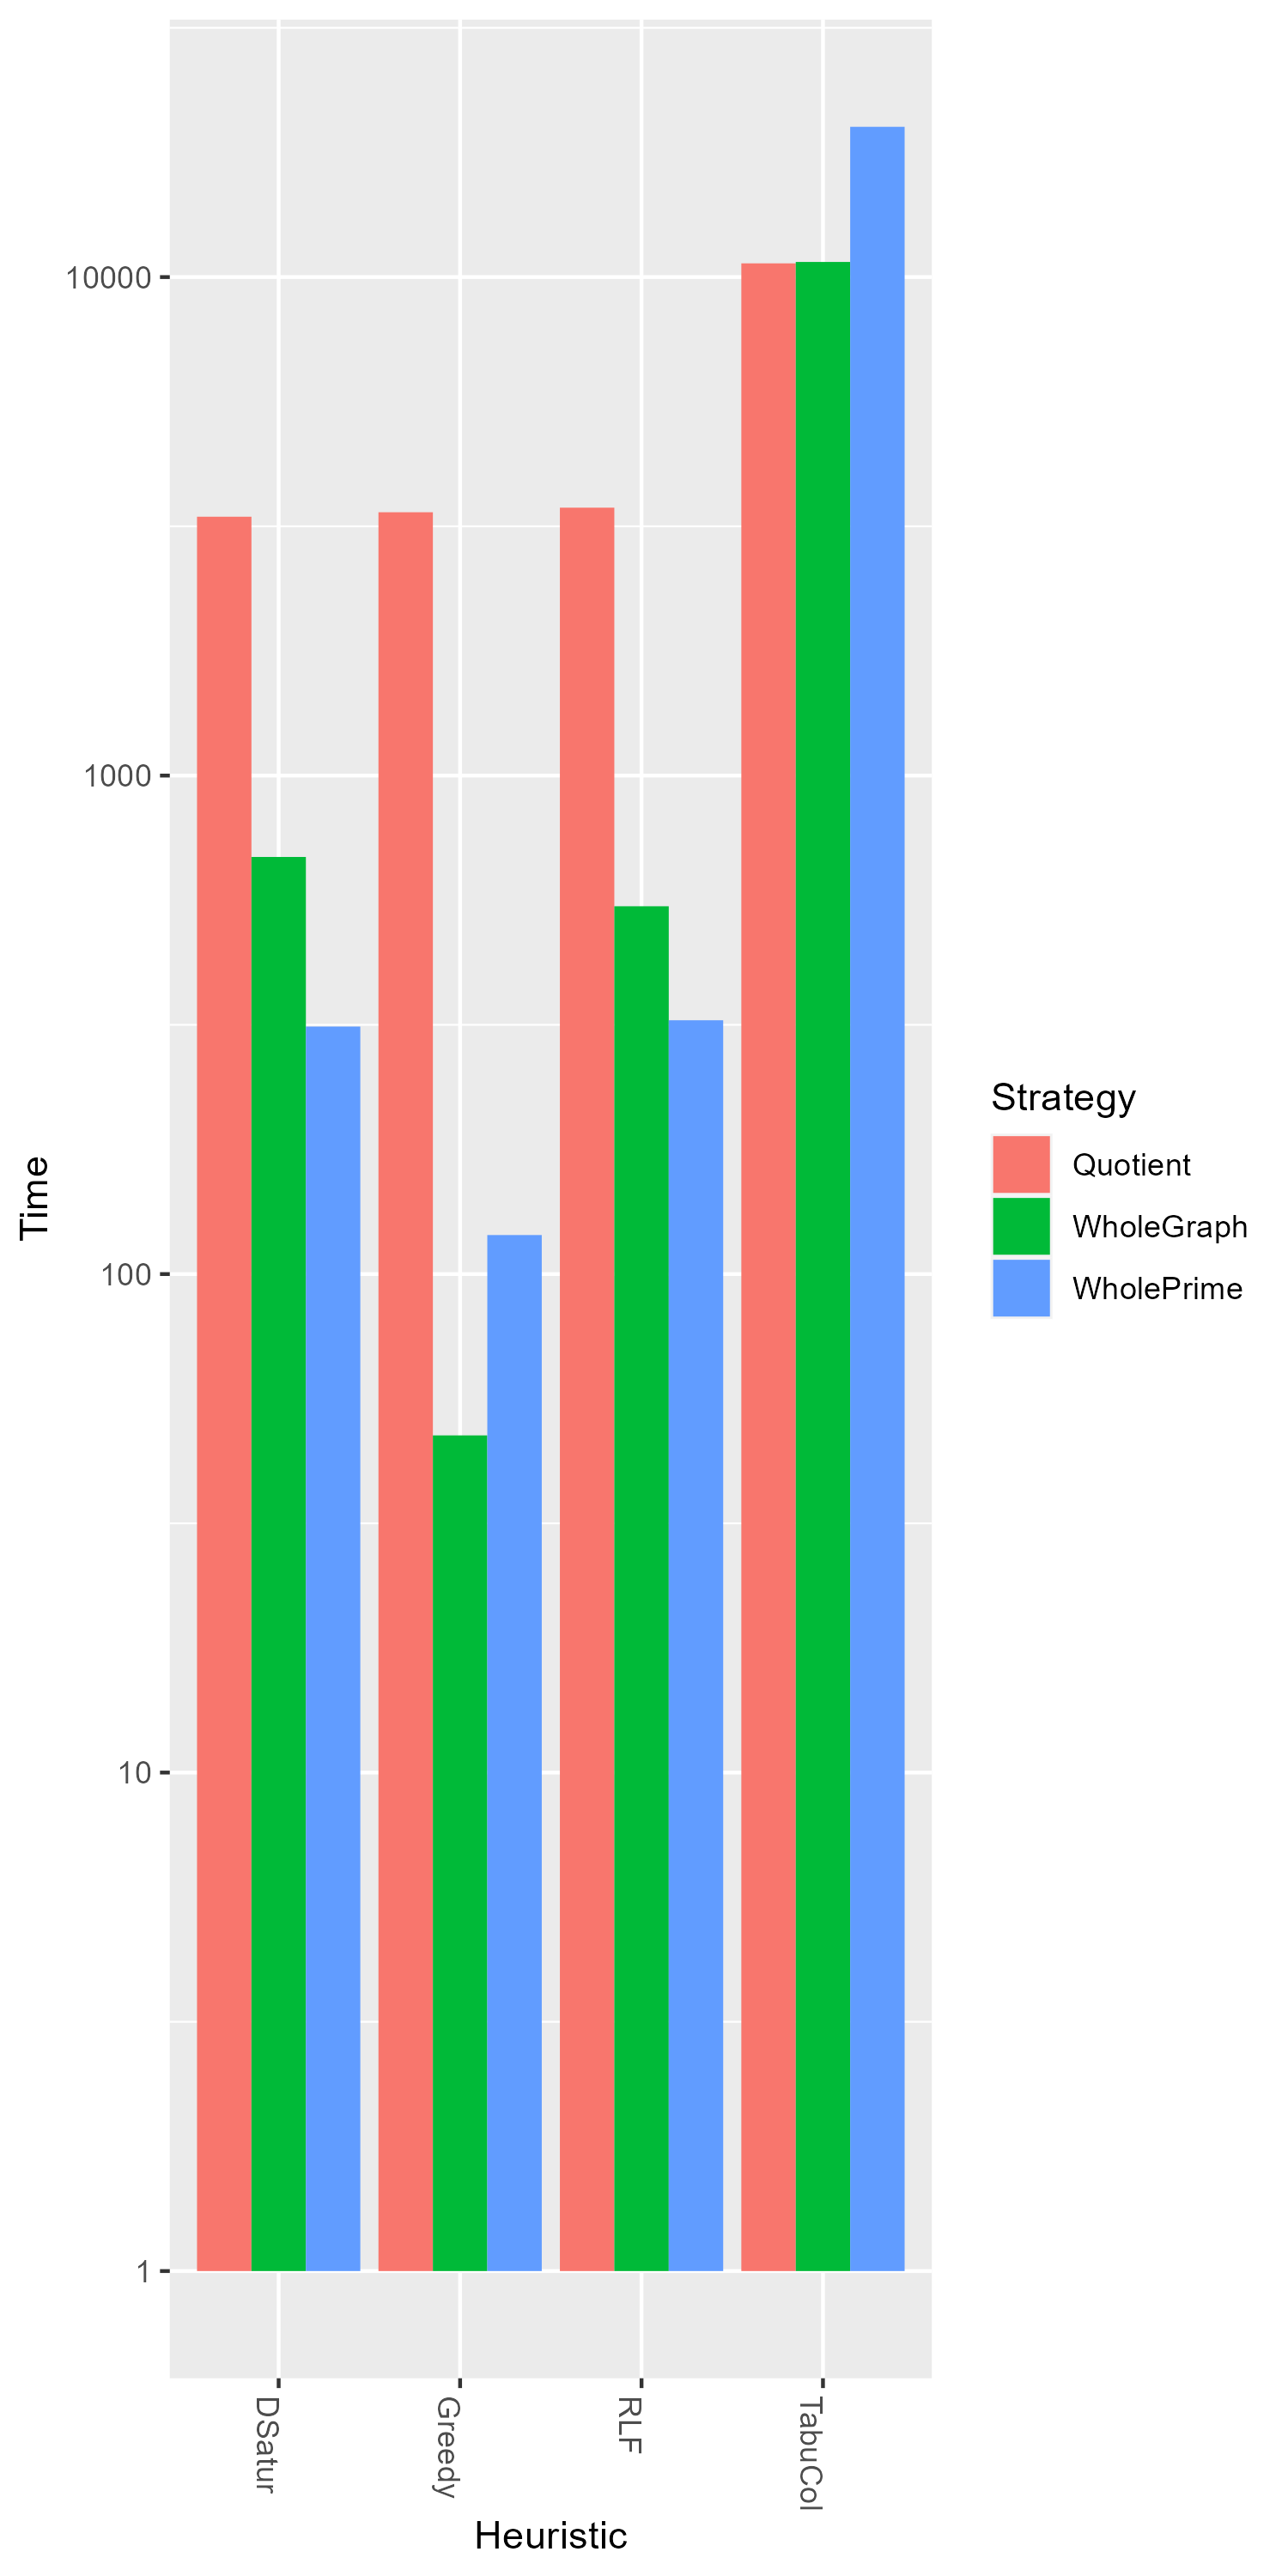 10000
1000
100
10
1
Time
DSatur
Greedy
RLF
TabuCol
Heuristic
Strategy
Quotient
WholeGraph
WholePrime